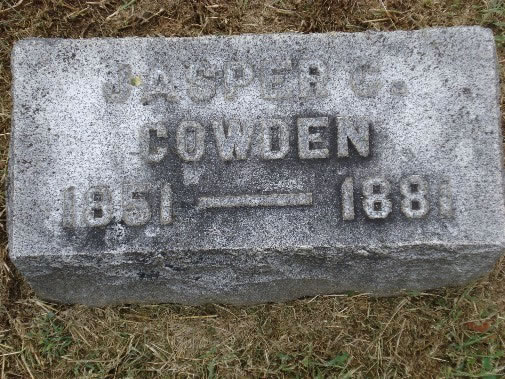 JASPER G.
COWDEN
1851 — 1881